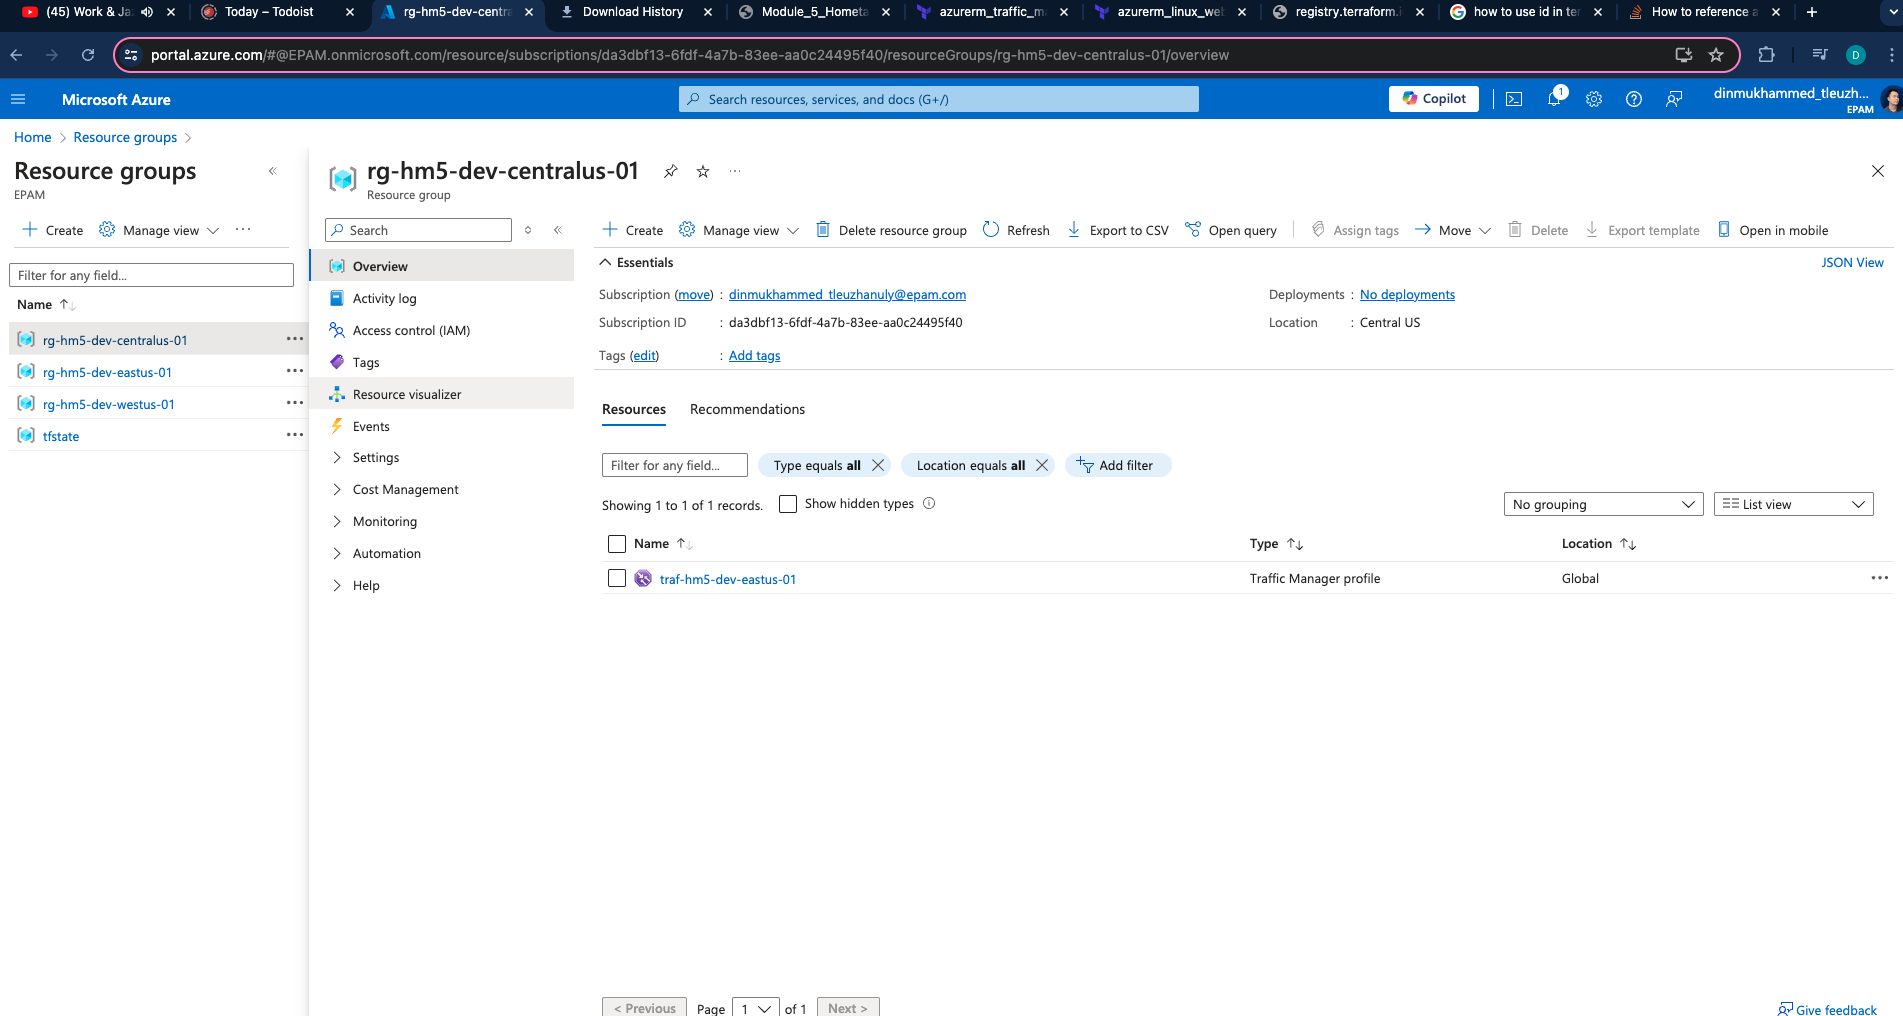 (45) Work & Ja
Today – Todoist
rg-hm5-dev-centra
Download History
Module_5_Hometa
azurerm_traffic_m
azurerm_linux_web
registry.terraform.i
how to use id in ter
How to reference a
portal.azure.com/#@EPAM.onmicrosoft.com/resource/subscriptions/da3dbf13-6fdf-4a7b-83ee-aa0c24495f40/resourceGroups/rg-hm5-dev-centralus-01/overview
D
Microsoft Azure
Search resources, services, and docs (G+/)
Copilot
1
dinmukhammed_tleuzh...
EPAM
Home > Resource groups >
Resource groups
EPAM
Create
Manage view
Filter for any field...
Name
rg-hm5-dev-centralus-01
rg-hm5-dev-eastus-01
rg-hm5-dev-westus-01
tfstate
rg-hm5-dev-centralus-01
Resource group
Search
Overview
Activity log
Access control (IAM)
Tags
Resource visualizer
Events
Settings
Cost Management
Monitoring
Automation
Help
Create
Manage view
Delete resource group
Refresh
Export to CSV
Open query
Assign tags
Move
Delete
Export template
Open in mobile
Essentials
JSON View
Subscription (move) : dinmukhammed_tleuzhanuly@epam.com
Deployments : No deployments
Subscription ID : da3dbf13-6fdf-4a7b-83ee-aa0c24495f40
Location : Central US
Tags (edit) : Add tags
Resources
Recommendations
Filter for any field...
Type equals all
Location equals all
Add filter
Showing 1 to 1 of 1 records.
Show hidden types
No grouping
List view
Name
Type
Location
traf-hm5-dev-eastus-01
Traffic Manager profile
Global
< Previous
Page 1 of 1
Next >
Give feedback